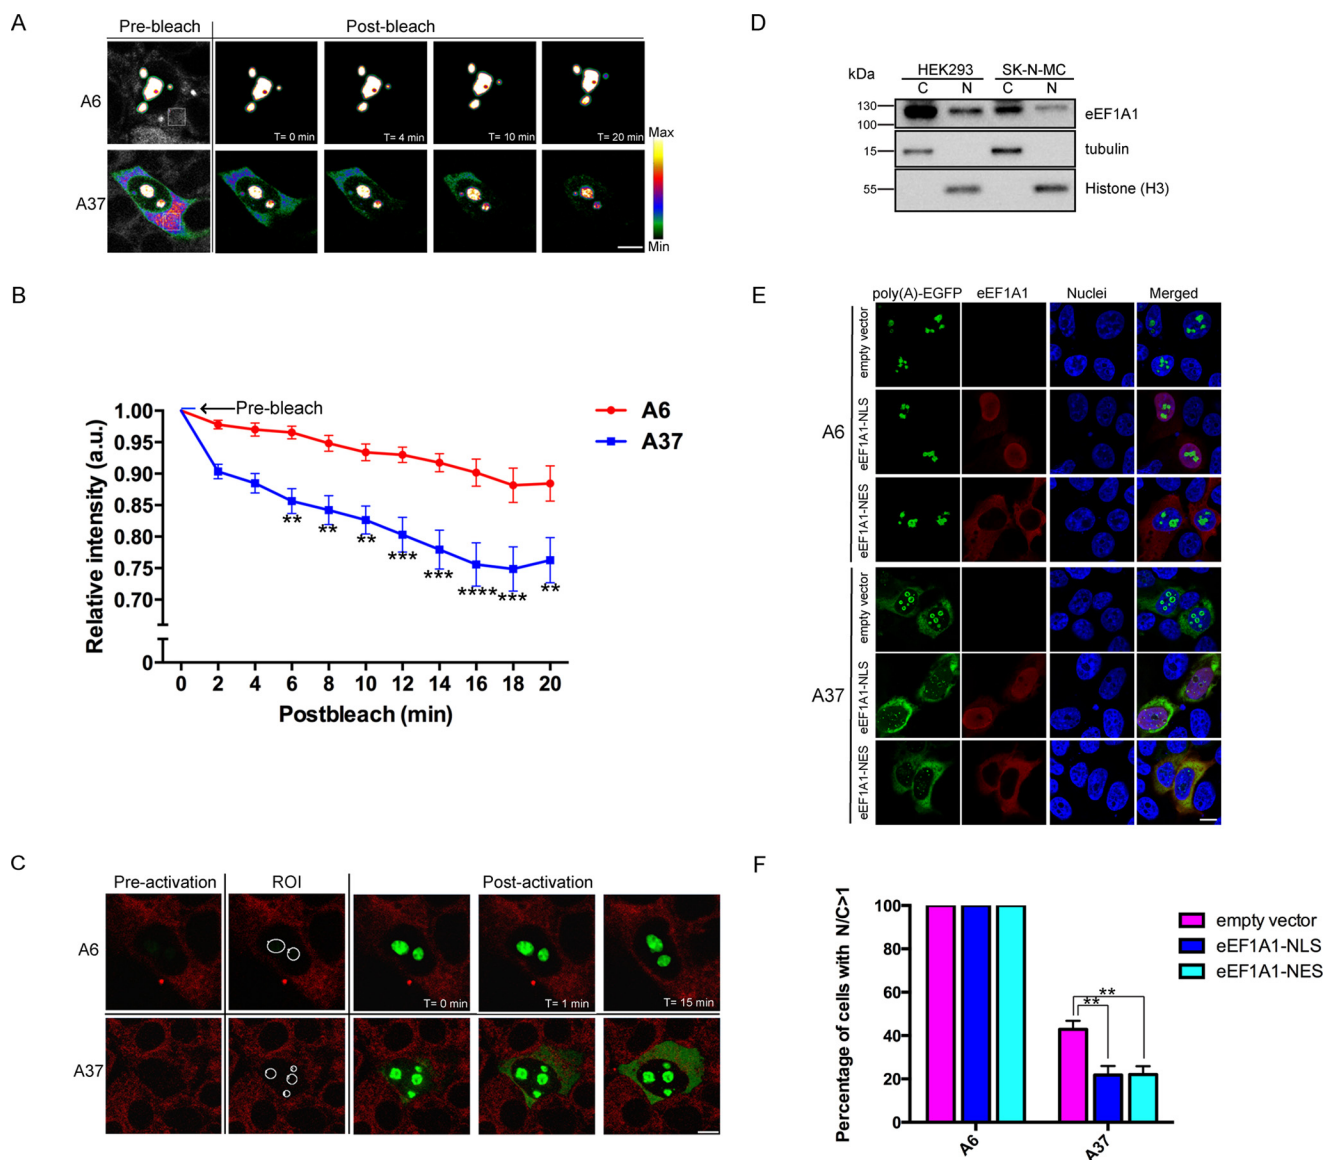 A
Pre-bleach
Post-bleach
A6
T= 0 min
T= 4 min
T= 10 min
T= 20 min
A37
Max
Min
B
Relative intensity (a.u.)
1.00
0.95
0.90
0.85
0.80
0.75
0.70
0
Pre-bleach
A6
A37
**
**
**
***
***
****
***
**
0 2 4 6 8 10 12 14 16 18 20
Postbleach (min)
C
Pre-activation
ROI
Post-activation
A6
T= 0 min
T= 1 min
T= 15 min
A37
D
kDa
HEK293
SK-N-MC
C N C N
130
100
eEF1A1
15
tubulin
55
Histone (H3)
E
poly(A)-EGFP
eEF1A1
Nuclei
Merged
A6
empty vector
eEF1A1-NLS
eEF1A1-NES
A37
empty vector
eEF1A1-NLS
eEF1A1-NES
F
Percentage of cells with N/C>1
100
80
60
40
20
0
**
**
A6
A37
empty vector
eEF1A1-NLS
eEF1A1-NES